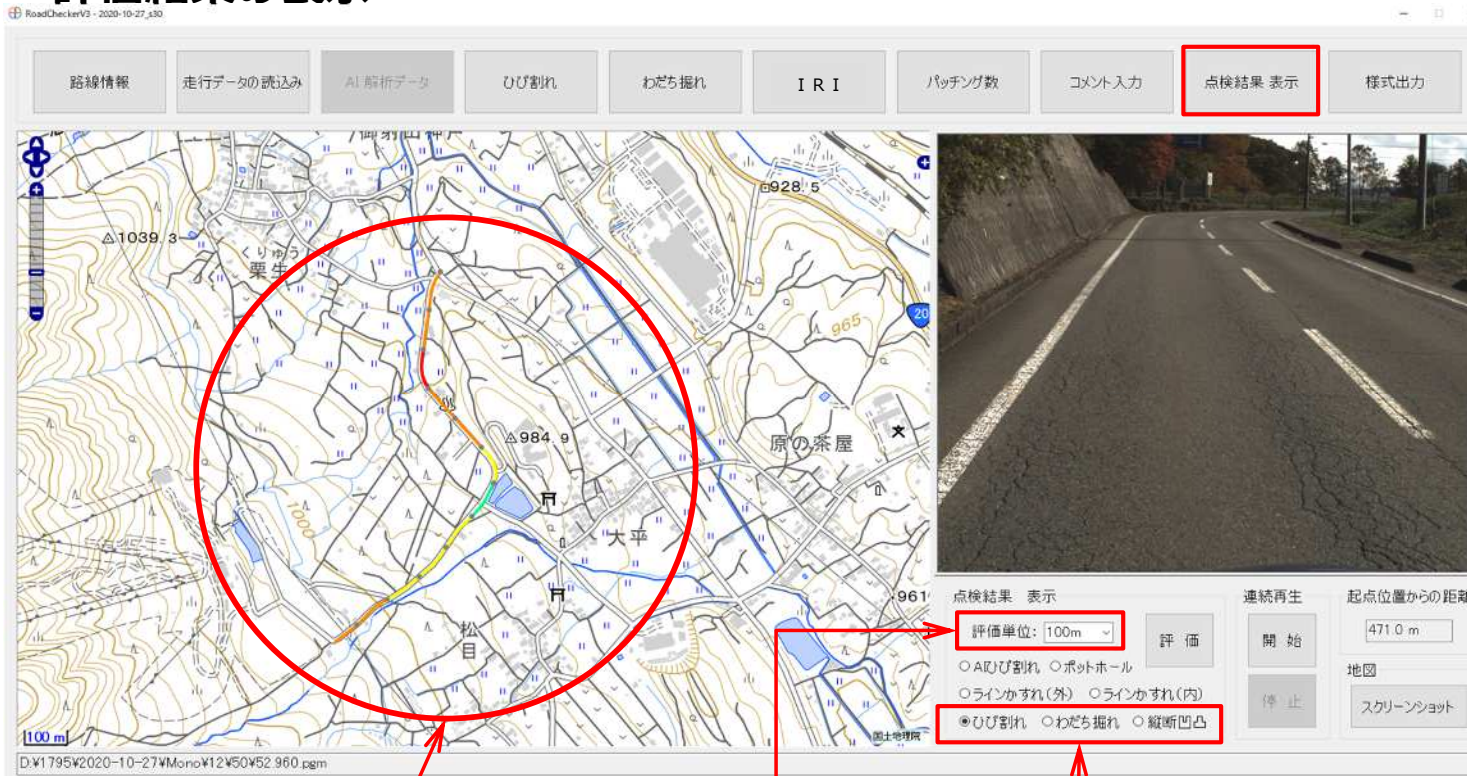 RoadCheckerV3 - 2020-10-27_s30
路線情報
走行データの読込み
AI 解析データ
ひび割れ
わだち掘れ
ＩＲＩ
パッチング数
コメント入力
点検結果 表示
様式出力
928.5
△1039.3
くりゅう
栗生
20
965
原の茶屋
△984.9
1000
大平
961
松
目
100 m
国土地理院
点検結果 表示
評価単位: 100m
評 価
○AIひび割れ ○ポットホール
○ラインかすれ(外) ○ラインかすれ(内)
◉ひび割れ ○わだち掘れ ○縦断凹凸
連続再生
開 始
停 止
起点位置からの距離
471.0 m
地図
スクリーンショット
D:¥1795¥2020-10-27¥Mono¥12¥50¥52.960.pgm